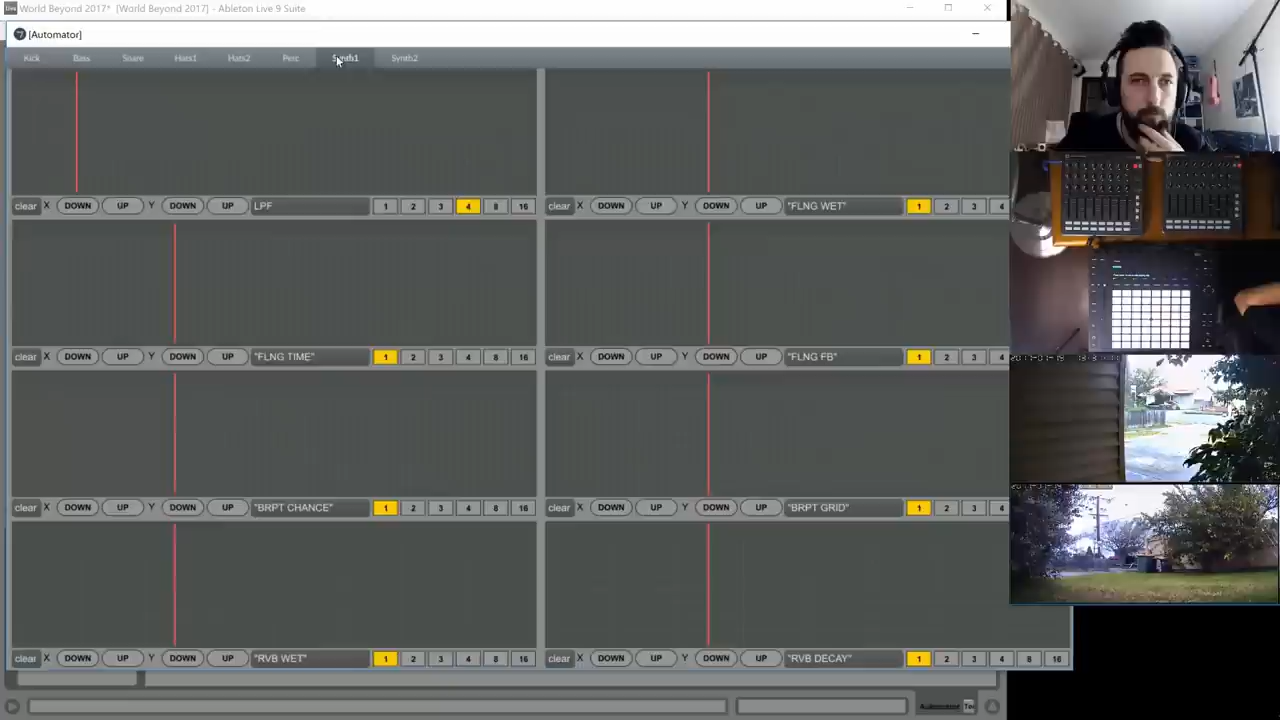 World Beyond 2017* [World Beyond 2017] - Ableton Live 9 Suite
[Automator]
Kick Bass Snare Hats1 Hats2 Perc Synth1 Synth2
clear X DOWN UP Y DOWN UP LPF 1 2 3 4 8 16
clear X DOWN UP Y DOWN UP "FLNG WET" 1 2 3 4
clear X DOWN UP Y DOWN UP "FLNG TIME" 1 2 3 4 8 16
clear X DOWN UP Y DOWN UP "FLNG FB" 1 2 3 4
clear X DOWN UP Y DOWN UP "BRPT CHANCE" 1 2 3 4 8 16
clear X DOWN UP Y DOWN UP "BRPT GRID" 1 2 3 4
clear X DOWN UP Y DOWN UP "RVB WET" 1 2 3 4 8 16
clear X DOWN UP Y DOWN UP "RVB DECAY" 1 2 3 4 8 16
Automator